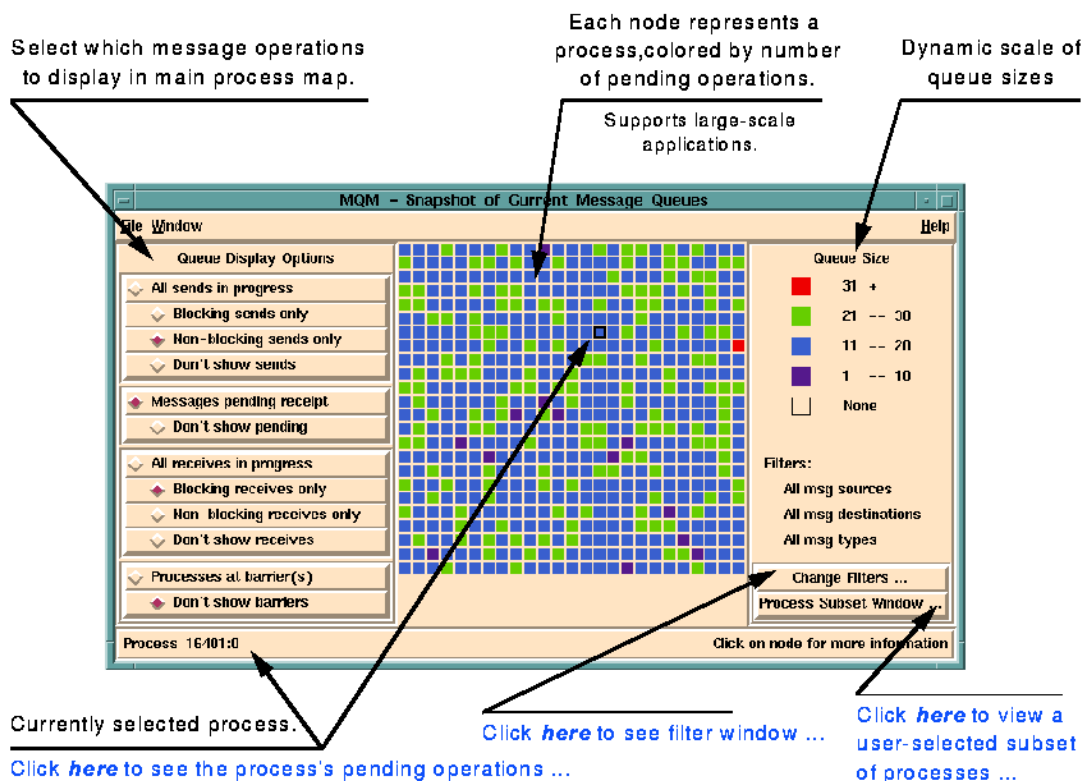 Select which message operations
to display in main process map.
Each node represents a
process,colored by number
of pending operations.
Supports large-scale
applications.
Dynamic scale of
queue sizes
MQM - Snapshot of Current Message Queues
File Window
Help
Queue Display Options
All sends in progress
Blocking sends only
Non-blocking sends only
Don't show sends
Messages pending receipt
Don't show pending
All receives in progress
Blocking receives only
Non-blocking receives only
Don't show receives
Processes at barrier(s)
Don't show barriers
Queue Size
31 +
21 -- 30
11 -- 20
1 -- 10
None
Filters:
All msg sources
All msg destinations
All msg types
Change Filters ...
Process Subset Window ...
Process 16401:0
Click on node for more information
Currently selected process.
Click here to see the process's pending operations ...
Click here to see filter window ...
Click here to view a
user-selected subset
of processes ...